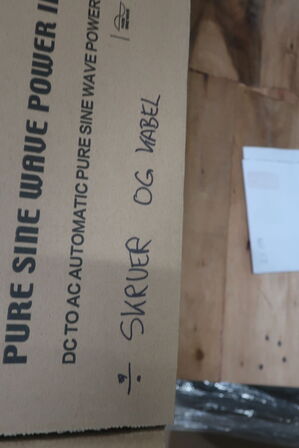 PURE SINE WAVE POWER
DC TO AC AUTOMATIC PURE SINE WAVE POWER
÷ SKRUER OG KABEL